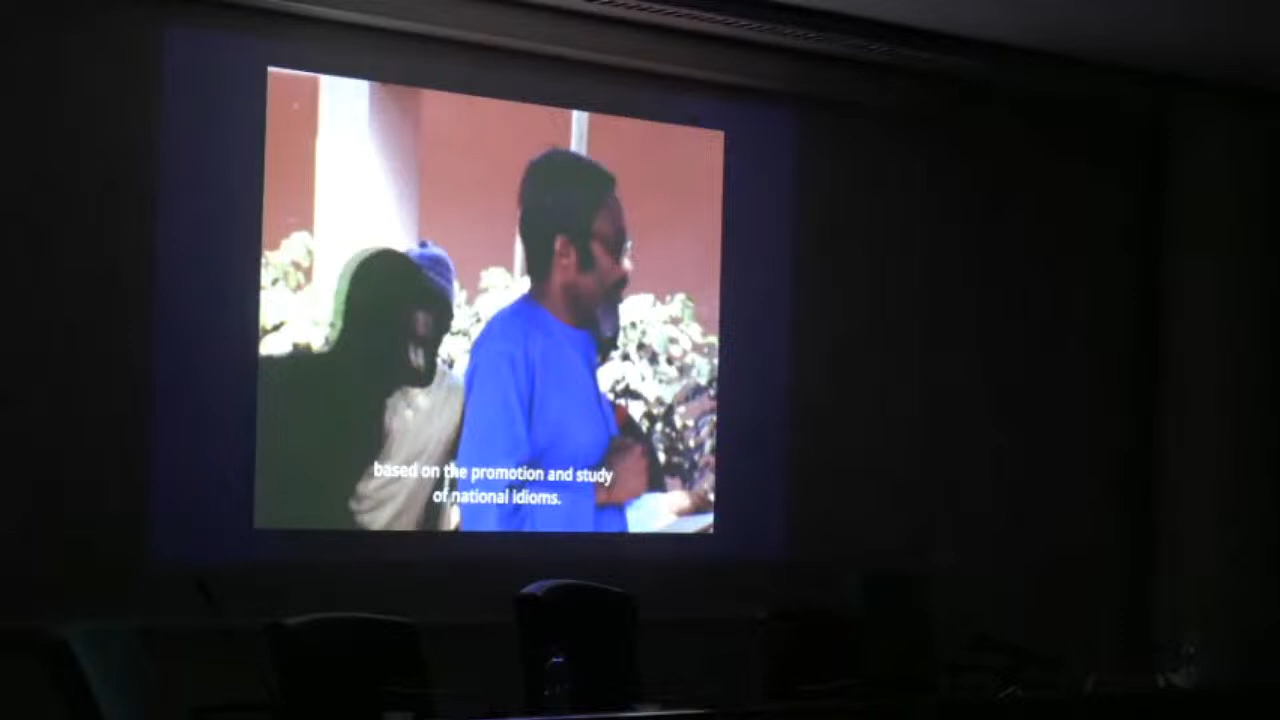 based on the promotion and study
of national idioms.